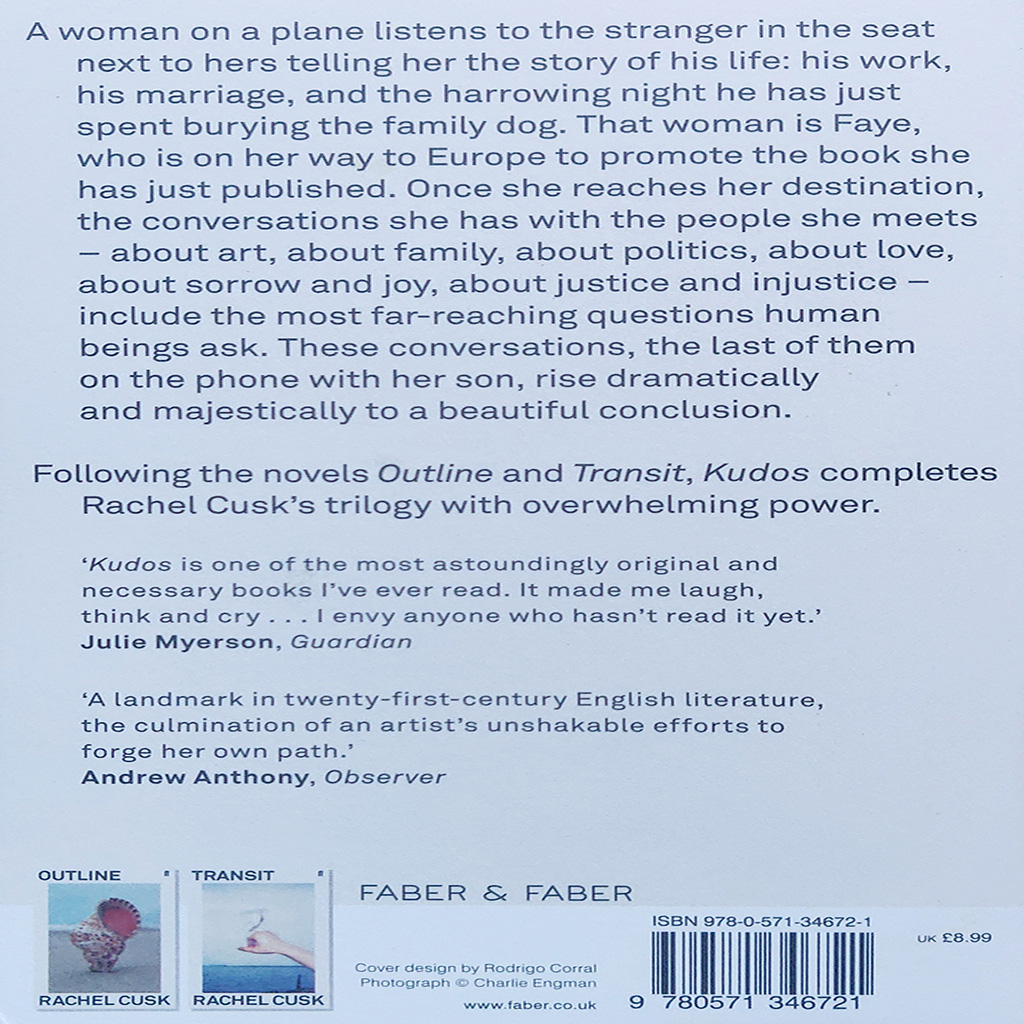 A woman on a plane listens to the stranger in the seat
next to hers telling her the story of his life: his work,
his marriage, and the harrowing night he has just
spent burying the family dog. That woman is Faye,
who is on her way to Europe to promote the book she
has just published. Once she reaches her destination,
the conversations she has with the people she meets
– about art, about family, about politics, about love,
about sorrow and joy, about justice and injustice –
include the most far-reaching questions human
beings ask. These conversations, the last of them
on the phone with her son, rise dramatically
and majestically to a beautiful conclusion.
Following the novels Outline and Transit, Kudos completes
Rachel Cusk's trilogy with overwhelming power.
‘Kudos is one of the most astoundingly original and
necessary books I've ever read. It made me laugh,
think and cry . . . I envy anyone who hasn't read it yet.’
Julie Myerson, Guardian
‘A landmark in twenty-first-century English literature,
the culmination of an artist's unshakable efforts to
forge her own path.’
Andrew Anthony, Observer
OUTLINE
RACHEL CUSK
TRANSIT
RACHEL CUSK
FABER & FABER
Cover design by Rodrigo Corral
Photograph © Charlie Engman
www.faber.co.uk
ISBN 978-0-571-34672-1
9 780571 346721
UK £8.99